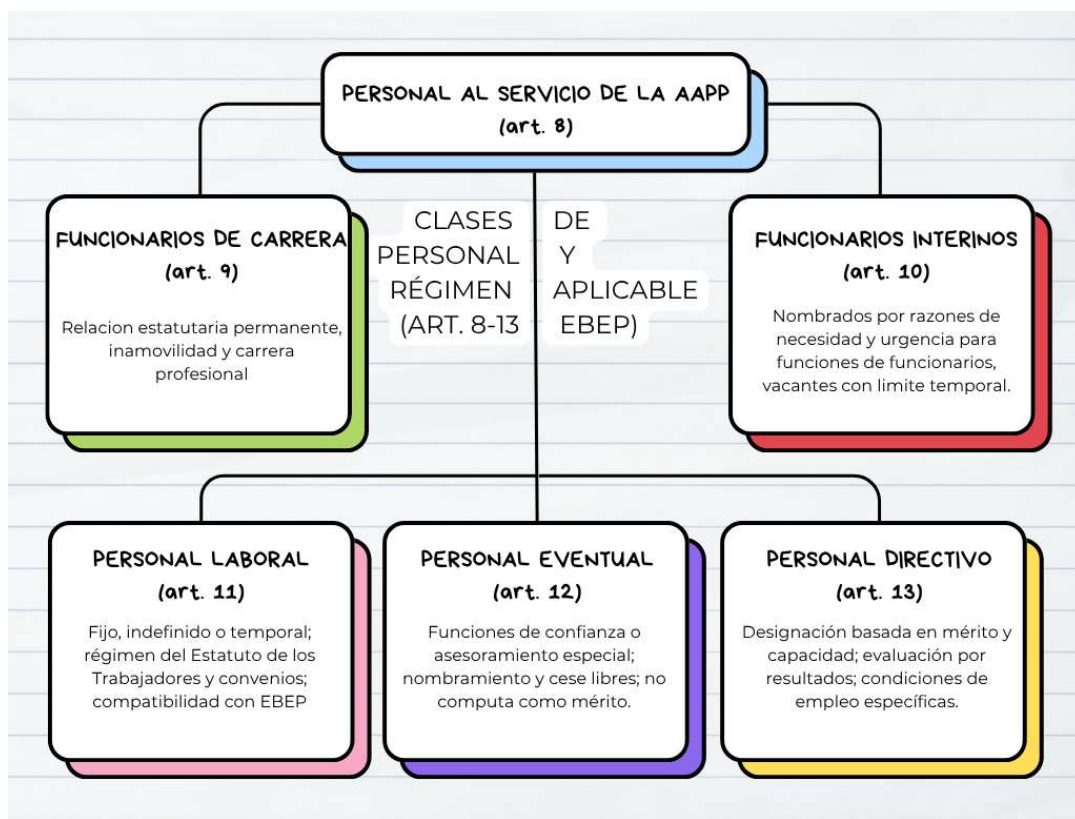 PERSONAL AL SERVICIO DE LA AAPP
(art. 8)
CLASES DE
PERSONAL Y
RÉGIMEN APLICABLE
(ART. 8-13 EBEP)
FUNCIONARIOS DE CARRERA
(art. 9)
Relacion estatutaria permanente,
inamovilidad y carrera
profesional
FUNCIONARIOS INTERINOS
(art. 10)
Nombrados por razones de
necesidad y urgencia para
funciones de funcionarios,
vacantes con limite temporal.
PERSONAL LABORAL
(art. 11)
Fijo, indefinido o temporal;
régimen del Estatuto de los
Trabajadores y convenios;
compatibilidad con EBEP
PERSONAL EVENTUAL
(art. 12)
Funciones de confianza o
asesoramiento especial;
nombramiento y cese libres; no
computa como mérito.
PERSONAL DIRECTIVO
(art. 13)
Designación basada en mérito y
capacidad; evaluación por
resultados; condiciones de
empleo específicas.